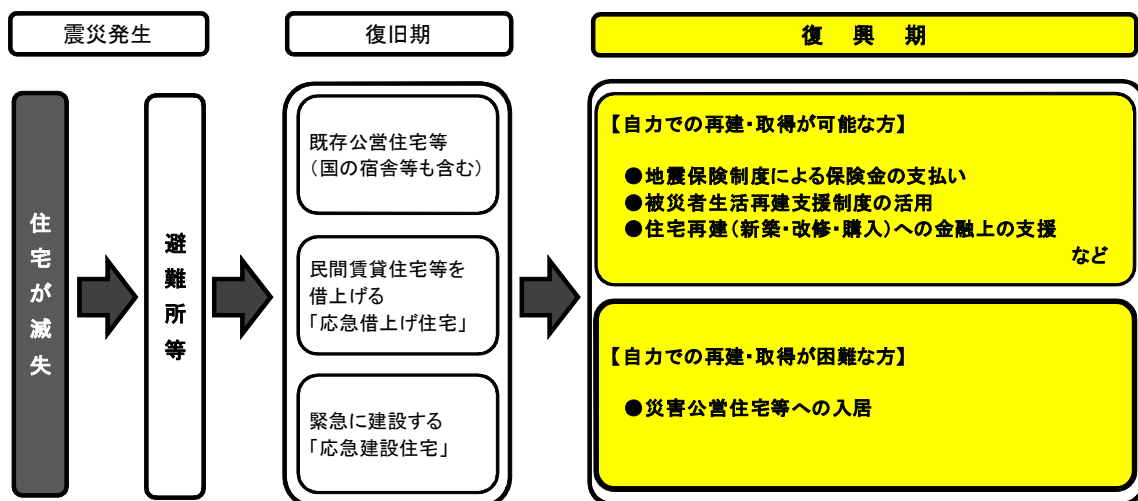 震災発生
復旧期
復興期
住宅が滅失
避難所等
既存公営住宅等
（国の宿舎等も含む）
民間賃貸住宅等を
借上げる
「応急借上げ住宅」
緊急に建設する
「応急建設住宅」
【自力での再建・取得が可能な方】
●地震保険制度による保険金の支払い
●被災者生活再建支援制度の活用
●住宅再建（新築・改修・購入）への金融上の支援
など
【自力での再建・取得が困難な方】
●災害公営住宅等への入居